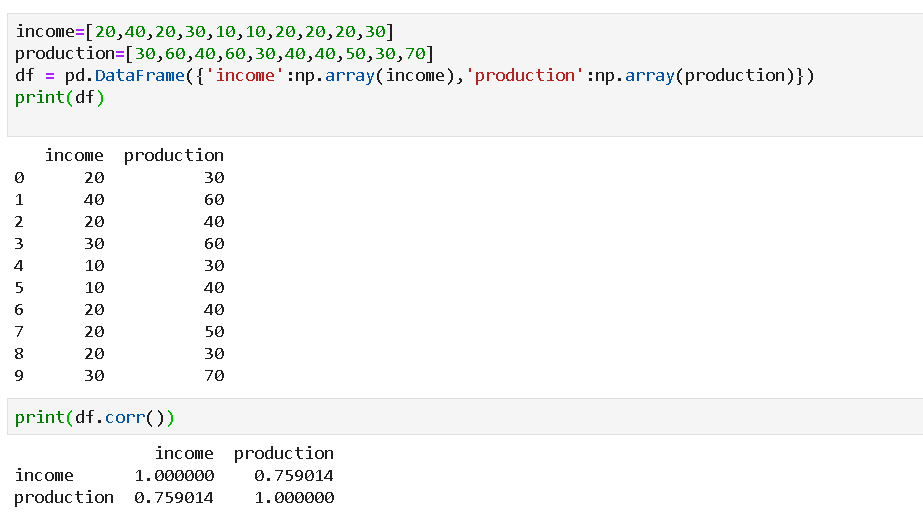 income=[20,40,20,30,10,10,20,20,20,30]
production=[30,60,40,60,30,40,40,50,30,70]
df = pd.DataFrame({'income':np.array(income),'production':np.array(production)})
print(df)
   income  production
0      20          30
1      40          60
2      20          40
3      30          60
4      10          30
5      10          40
6      20          40
7      20          50
8      20          30
9      30          70
print(df.corr())
              income  production
income      1.000000    0.759014
production  0.759014    1.000000